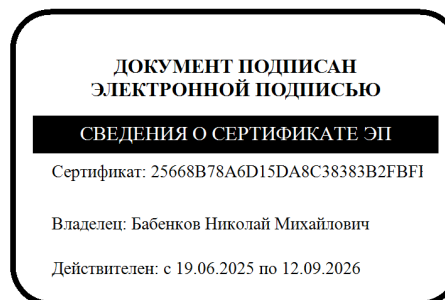 ДОКУМЕНТ ПОДПИСАН
ЭЛЕКТРОННОЙ ПОДПИСЬЮ
СВЕДЕНИЯ О СЕРТИФИКАТЕ ЭП
Сертификат: 25668B78A6D15DA8C38383B2FBFI
Владелец: Бабенков Николай Михайлович
Действителен: с 19.06.2025 по 12.09.2026